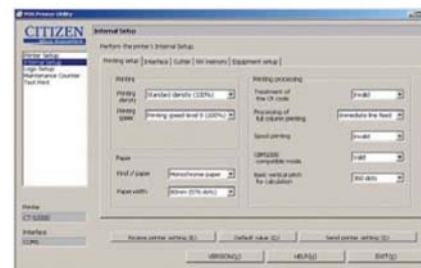 POS Printer Utility
CITIZEN
Micro HumanTech
Internal Setup
Perform the printer's Internal Setup.
Printer Setup
Internal Setup
Logo Setup
Maintenance Counter
Test Print
Printing setup
Interface
Cutter
NV memory
Equipment setup
Printing
Printing density
Standard density (100%)
Printing speed
Printing speed level 9 (100%)
Paper
Kind / paper
Monochrome paper
Paper width
80mm (576 dots)
Printing processing
Treatment of the CR code
Invalid
Processing of full column printing
Immediate line feed
Spool printing
Invalid
compatible mode
Valid
Basic vertical pitch for calculation
360 dots
Printer
Interface
COM1
Receive printer setting
Default value
Send printer setting
VERSION
HELP
EXIT